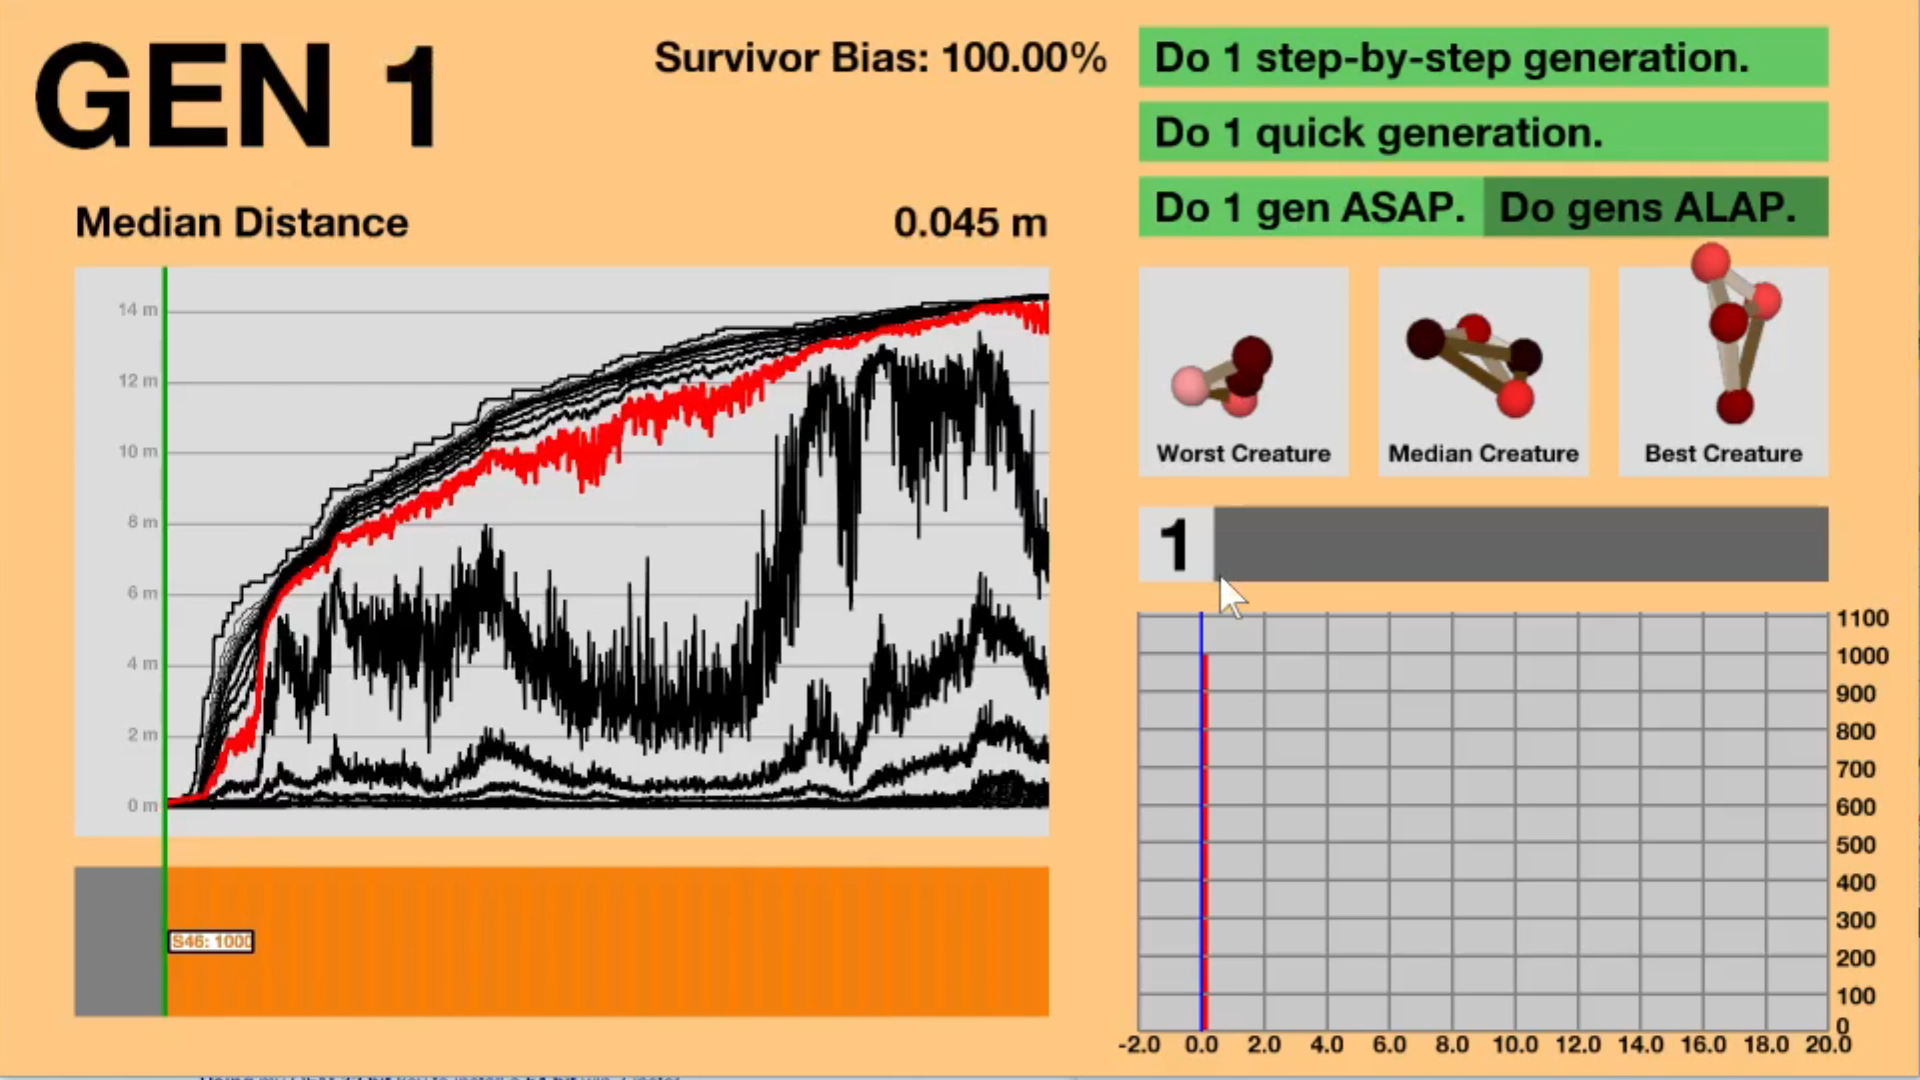 GEN 1
Survivor Bias: 100.00%
Do 1 step-by-step generation.
Do 1 quick generation.
Do 1 gen ASAP.
Do gens ALAP.
Median Distance
0.045 m
14 m
12 m
10 m
8 m
6 m
4 m
2 m
0 m
S46: 1000
Worst Creature
Median Creature
Best Creature
1
1100
1000
900
800
700
600
500
400
300
200
100
0
-2.0 0.0 2.0 4.0 6.0 8.0 10.0 12.0 14.0 16.0 18.0 20.0